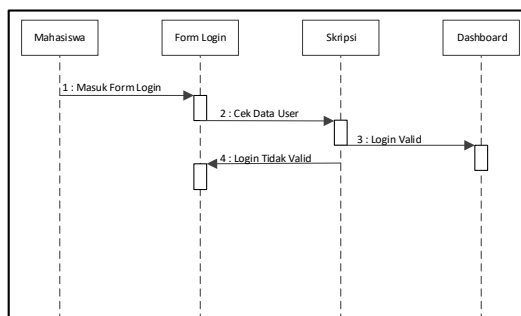 Mahasiswa
Form Login
Skripsi
Dashboard
1 : Masuk Form Login
2 : Cek Data User
3 : Login Valid
4 : Login Tidak Valid